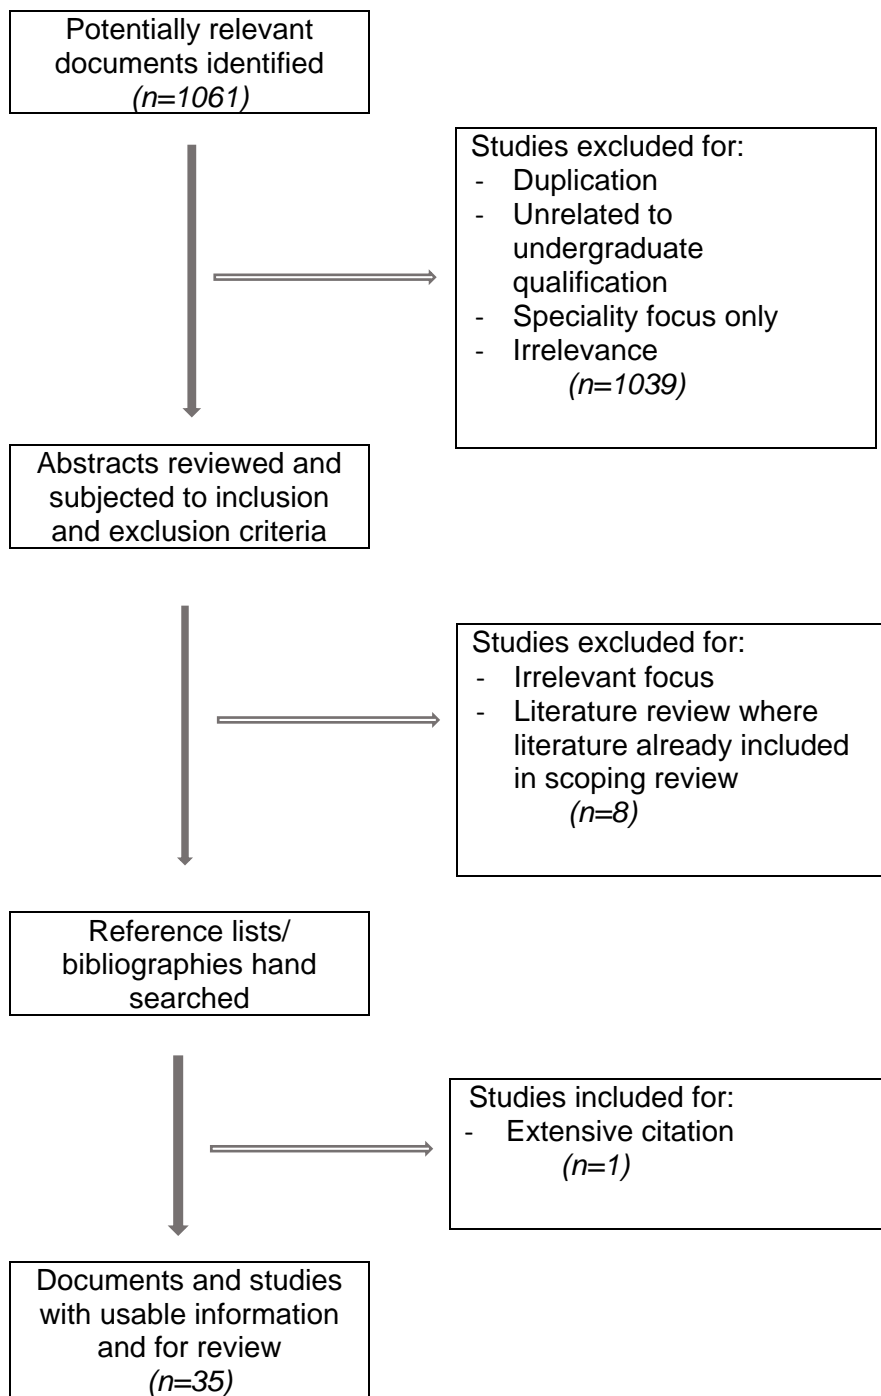 Potentially relevant
documents identified
(n=1061)
Studies excluded for:
- Duplication
- Unrelated to
undergraduate
qualification
- Speciality focus only
- Irrelevance
(n=1039)
Abstracts reviewed and
subjected to inclusion
and exclusion criteria
Studies excluded for:
- Irrelevant focus
- Literature review where
literature already included
in scoping review
(n=8)
Reference lists/
bibliographies hand
searched
Studies included for:
- Extensive citation
(n=1)
Documents and studies
with usable information
and for review
(n=35)